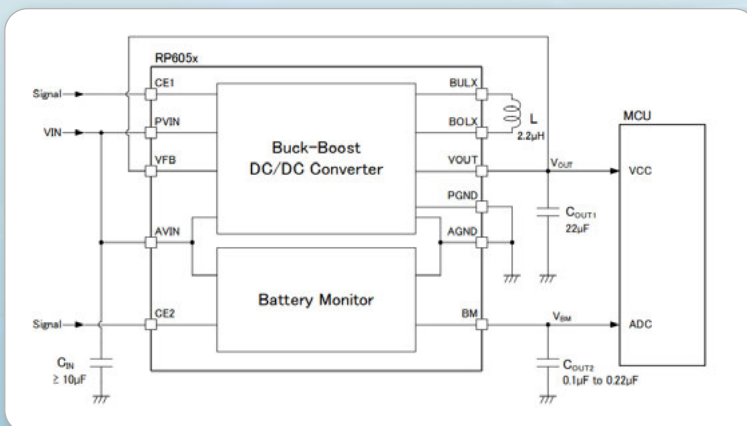 RP605x
Signal
CE1
BULX
L
2.2μH
VIN
PVIN
BOLX
MCU
Buck-Boost
DC/DC Converter
VFB
VOUT
VOUT
VCC
PGND
COUT1
22μF
AVIN
AGND
Battery Monitor
Signal
CE2
BM
VBM
ADC
CIN
≥ 10μF
COUT2
0.1μF to 0.22μF